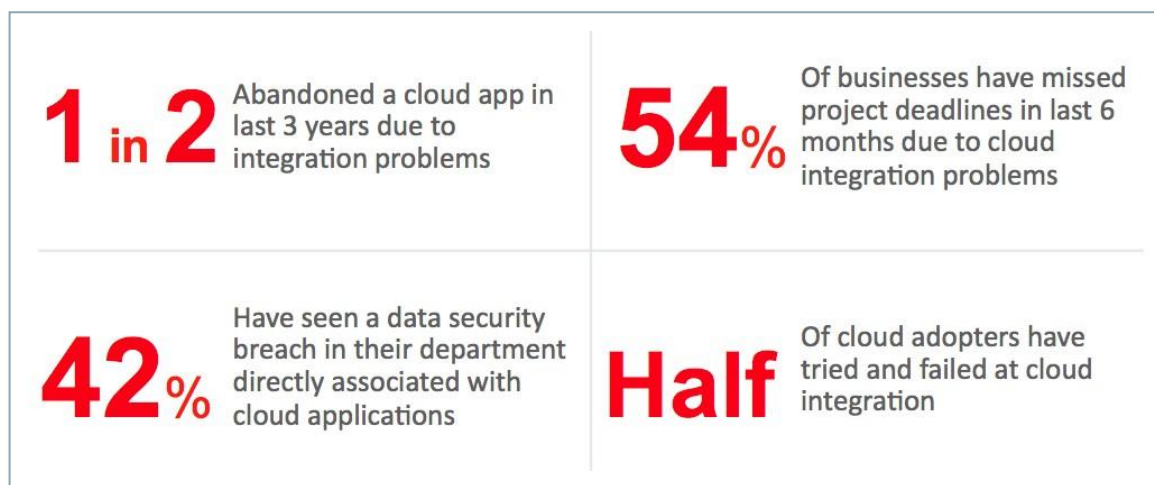 1 in 2
Abandoned a cloud app in
last 3 years due to
integration problems
54%
Of businesses have missed
project deadlines in last 6
months due to cloud
integration problems
42%
Have seen a data security
breach in their department
directly associated with
cloud applications
Half
Of cloud adopters have
tried and failed at cloud
integration